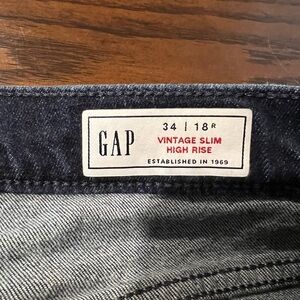 GAP
34 | 18R
VINTAGE SLIM
HIGH RISE
ESTABLISHED IN 1969